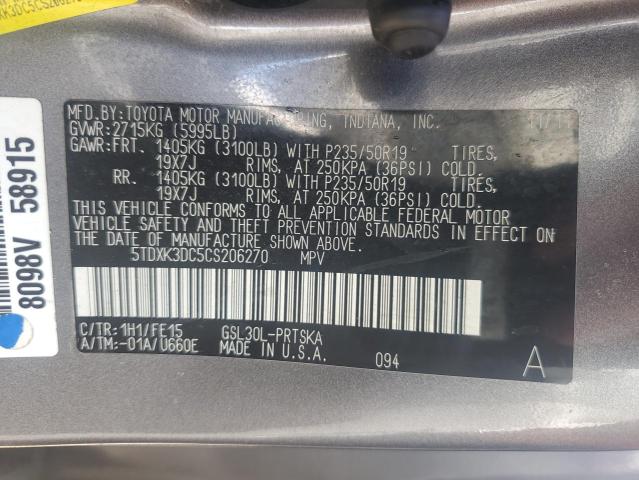 MFD.BY:TOYOTA MOTOR MANUFACTURING, INDIANA, INC. 11/11
GVWR:2715KG (5995LB)
GAWR:FRT. 1405KG (3100LB) WITH P235/50R19 TIRES,
19X7J RIMS, AT 250KPA (36PSI) COLD.
RR. 1405KG (3100LB) WITH P235/50R19 TIRES,
19X7J RIMS, AT 250KPA (36PSI) COLD.
THIS VEHICLE CONFORMS TO ALL APPLICABLE FEDERAL MOTOR
VEHICLE SAFETY AND THEFT PREVENTION STANDARDS IN EFFECT ON
THE DATE OF MANUFACTURE SHOWN ABOVE.
5TDXK3DC5CS206270 MPV
C/TR:1H1/FE15 GSL30L-PRTSKA
A/TM:-01A/U660E MADE IN U.S.A. 094 A
8098V 58915